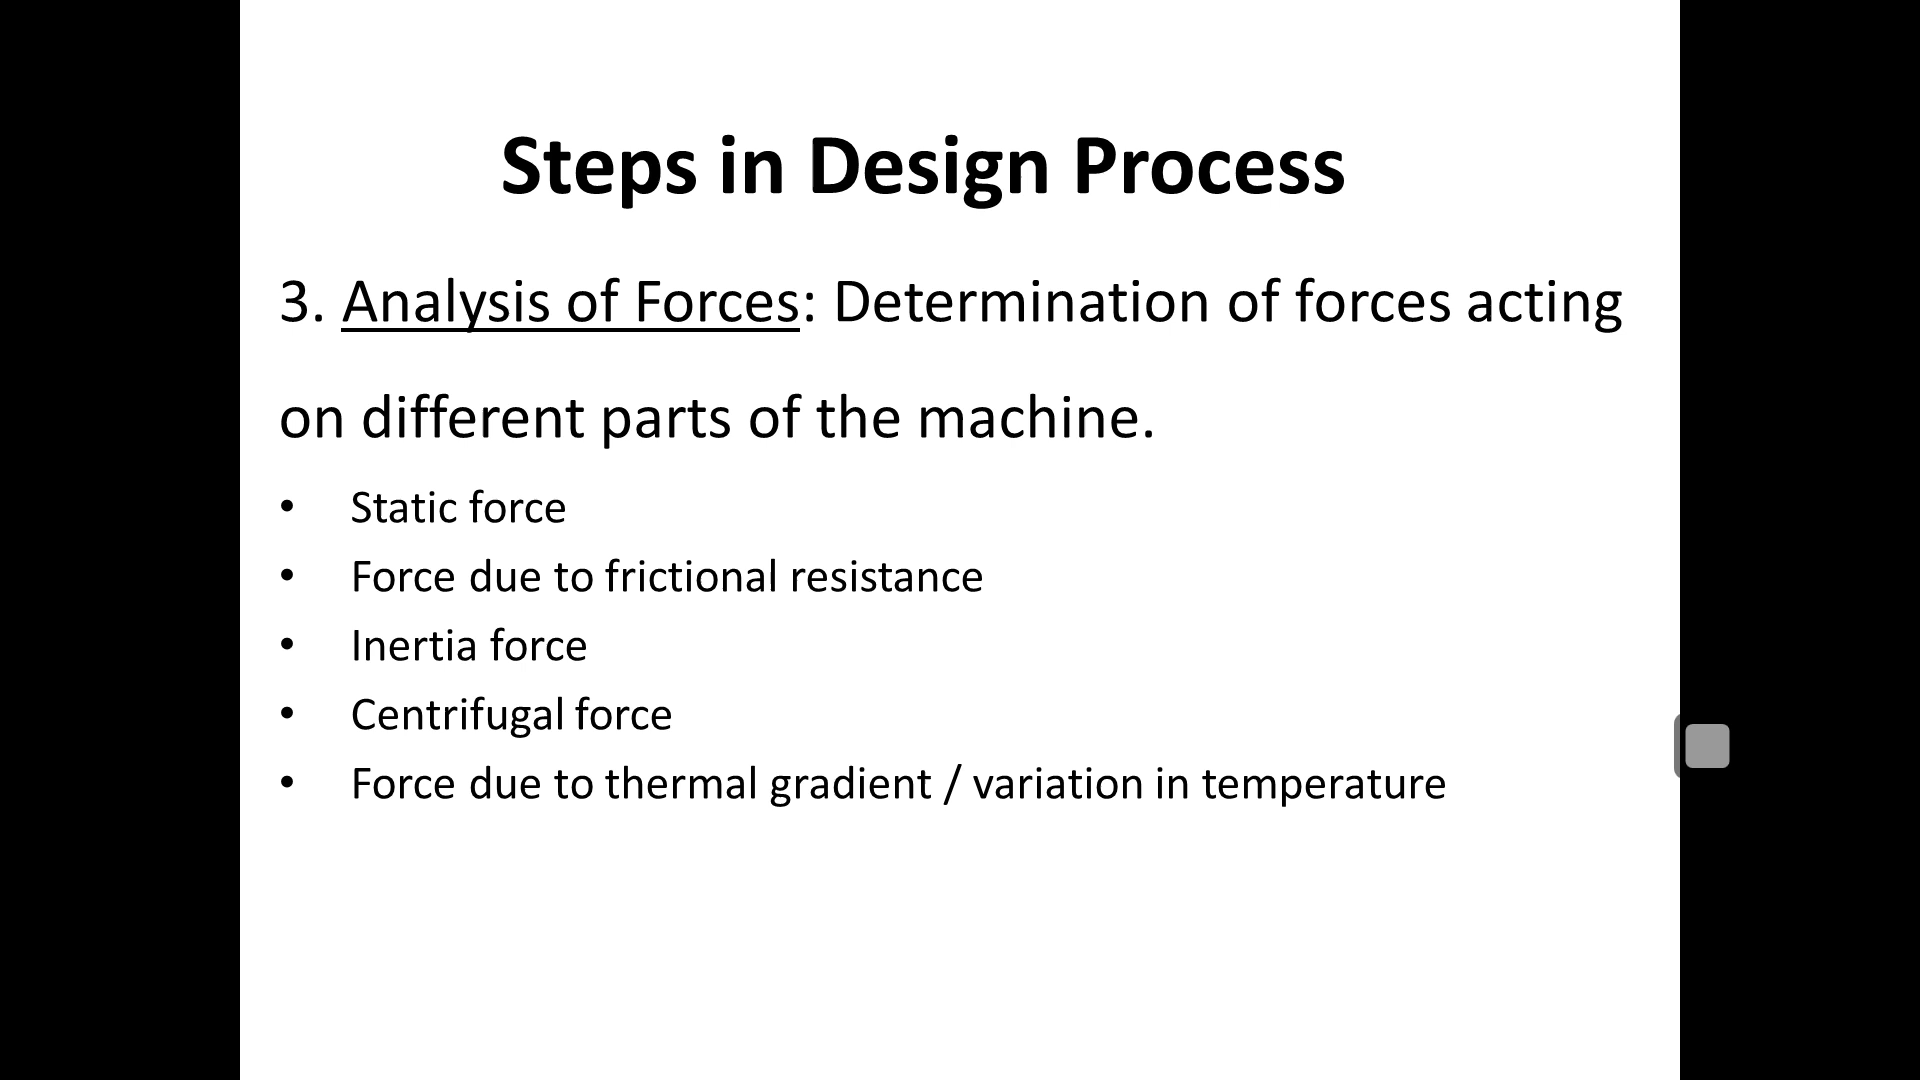 Steps in Design Process
3. Analysis of Forces: Determination of forces acting
on different parts of the machine.
• Static force
• Force due to frictional resistance
• Inertia force
• Centrifugal force
• Force due to thermal gradient / variation in temperature